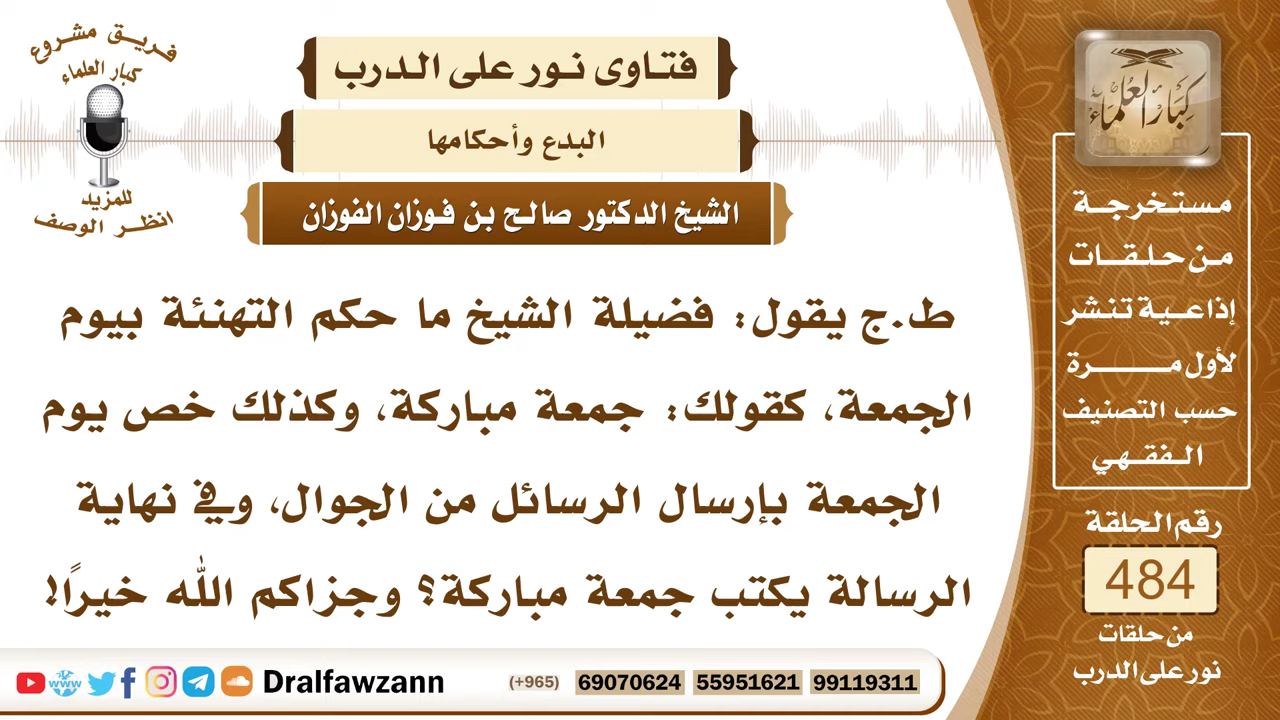 فريق مشروع
كبار العلماء
للمزيد
انظر الوصف
فتاوى نور على الدرب
البدع وأحكامها
الشيخ الدكتور صالح بن فوزان الفوزان
ط.ج يقول: فضيلة الشيخ ما حكم التهنئة بيوم
الجمعة، كقولك: جمعة مباركة، وكذلك خص يوم
الجمعة بإرسال الرسائل من الجوال، وفي نهاية
الرسالة يكتب جمعة مباركة؟ وجزاكم الله خيرًا!
كبار العلماء
مستخرجة
من حلقات
إذاعية تنشر
لأول مرة
حسب التصنيف
الفقهي
رقم الحلقة
484
من حلقات
نور على الدرب
www Dralfawzann (+965) 69070624 55951621 99119311